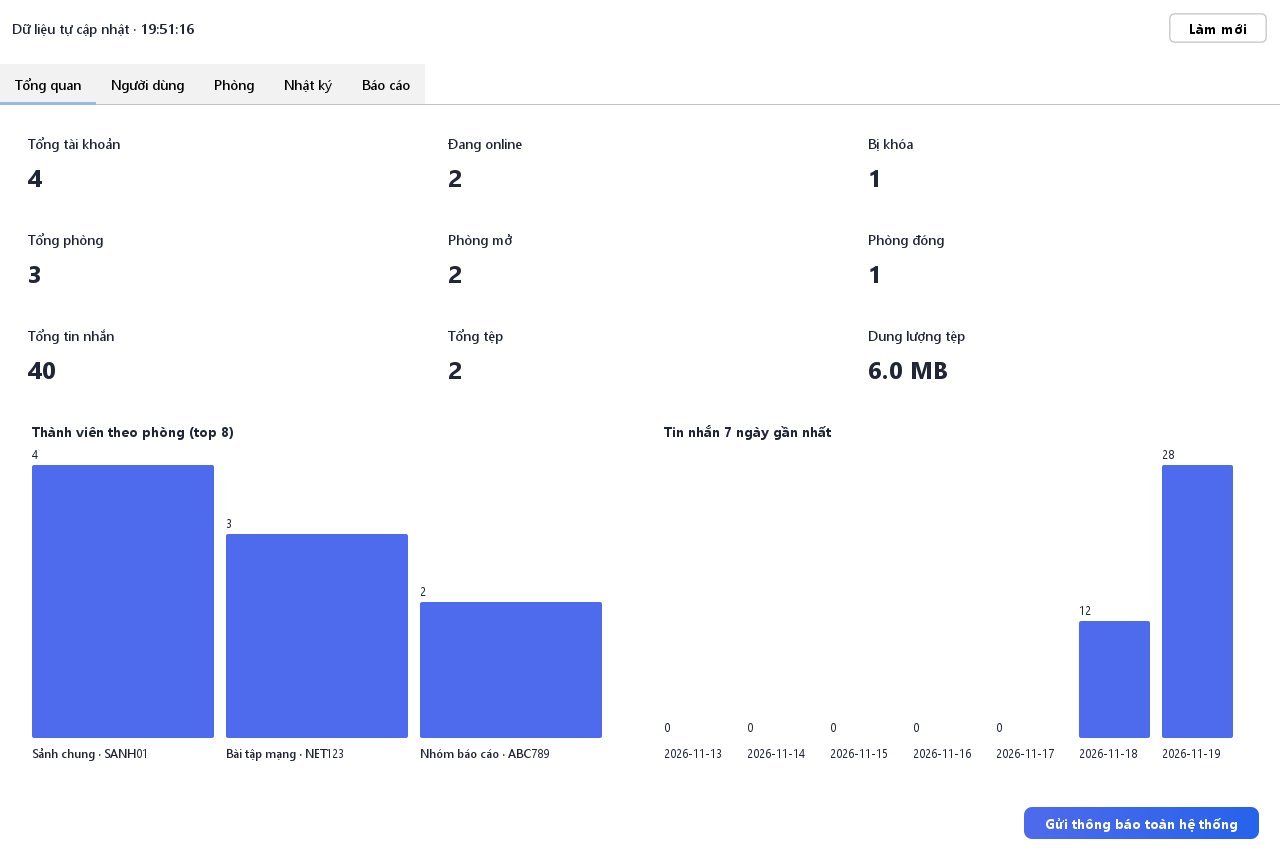 Dữ liệu tự cập nhật · 19:51:16
Làm mới
Tổng quan Người dùng Phòng Nhật ký Báo cáo
Tổng tài khoản Đang online Bị khóa
4 2 1
Tổng phòng Phòng mở Phòng đóng
3 2 1
Tổng tin nhắn Tổng tệp Dung lượng tệp
40 2 6.0 MB
Thành viên theo phòng (top 8)
4
3
2
Sảnh chung · SANH01 Bài tập mạng · NET123 Nhóm báo cáo · ABC789
Tin nhắn 7 ngày gần nhất
28
12
0 0 0 0 0
2026-11-13 2026-11-14 2026-11-15 2026-11-16 2026-11-17 2026-11-18 2026-11-19
Gửi thông báo toàn hệ thống